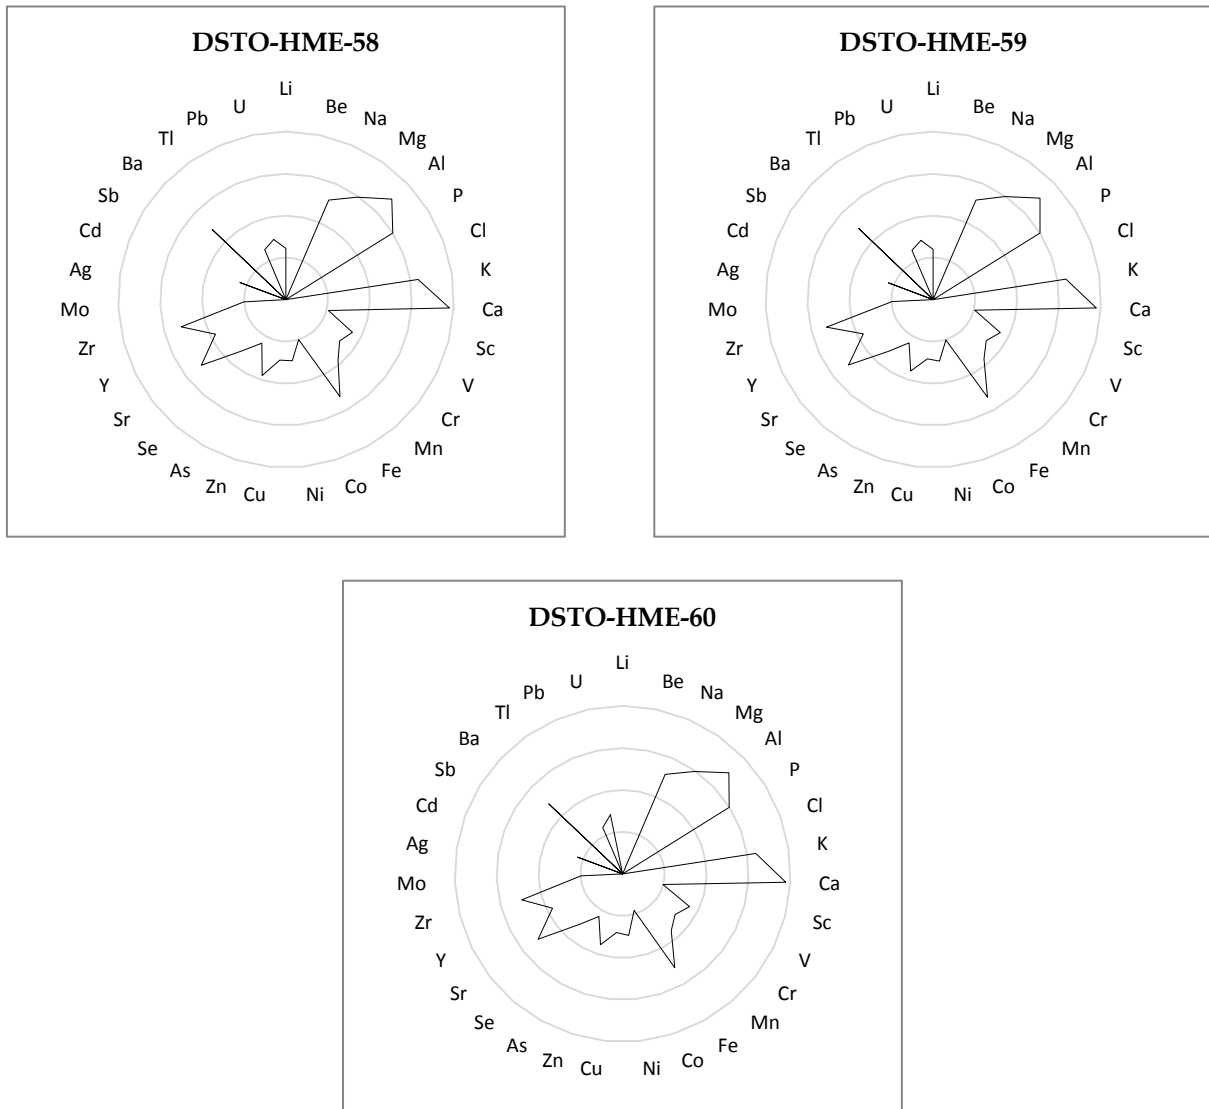 DSTO-HME-58
Li
Be
Na
Mg
Al
P
Cl
K
Ca
Sc
V
Cr
Mn
Fe
Co
Ni
Cu
Zn
As
Se
Sr
Y
Zr
Mo
Ag
Cd
Sb
Ba
Tl
Pb
U
DSTO-HME-59
Li
Be
Na
Mg
Al
P
Cl
K
Ca
Sc
V
Cr
Mn
Fe
Co
Ni
Cu
Zn
As
Se
Sr
Y
Zr
Mo
Ag
Cd
Sb
Ba
Tl
Pb
U
DSTO-HME-60
Li
Be
Na
Mg
Al
P
Cl
K
Ca
Sc
V
Cr
Mn
Fe
Co
Ni
Cu
Zn
As
Se
Sr
Y
Zr
Mo
Ag
Cd
Sb
Ba
Tl
Pb
U